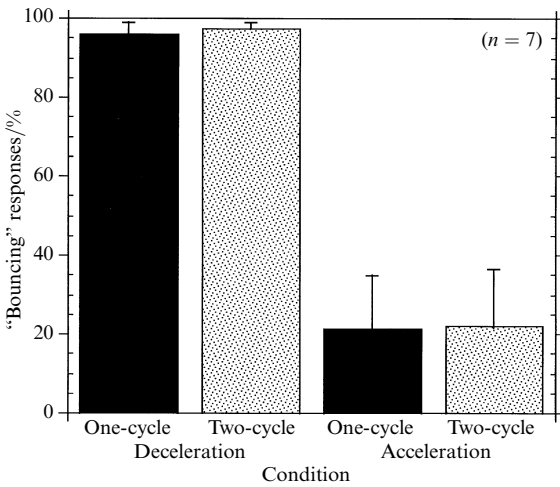 100
(n = 7)
80
60
40
20
0
“Bouncing” responses/%
One-cycle Two-cycle One-cycle Two-cycle
Deceleration Acceleration
Condition